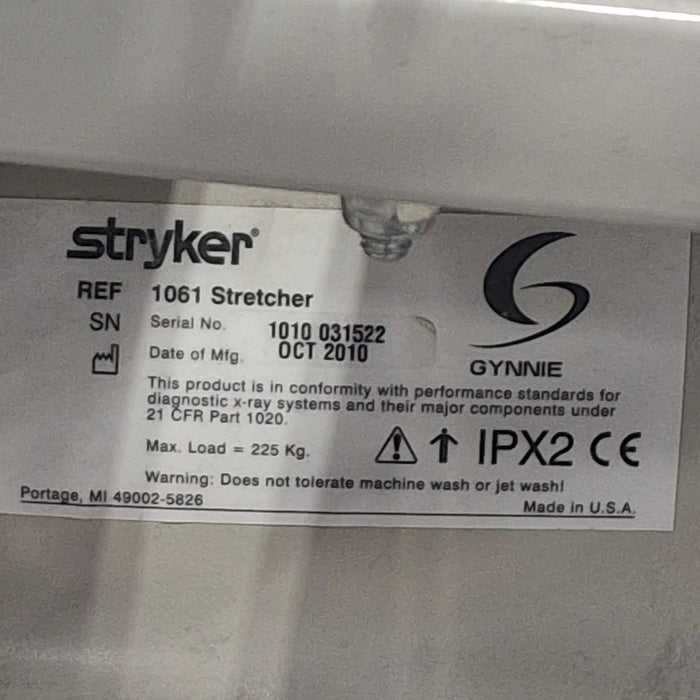 stryker®
REF 1061 Stretcher
SN Serial No. 1010 031522
Date of Mfg. OCT 2010
GYNNIE
This product is in conformity with performance standards for
diagnostic x-ray systems and their major components under
21 CFR Part 1020.
Max. Load = 225 Kg.
IPX2 CE
Warning: Does not tolerate machine wash or jet wash!
Portage, MI 49002-5826
Made in U.S.A.